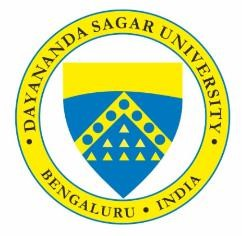 DAYANANDA SAGAR UNIVERSITY
BENGALURU • INDIA